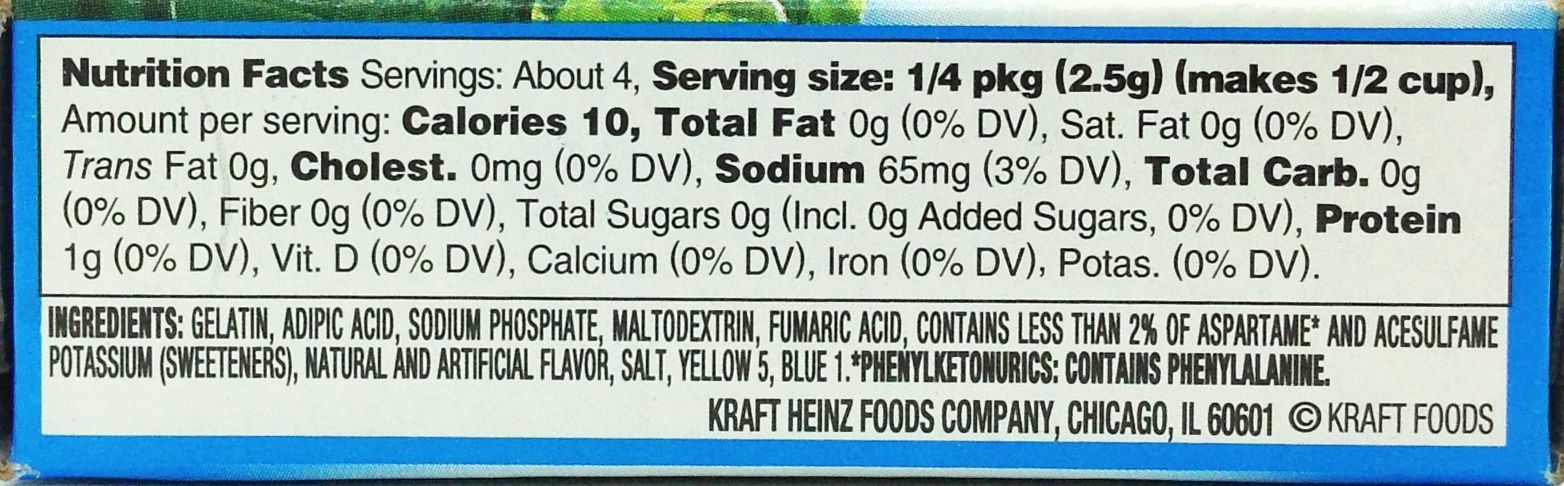 Nutrition Facts Servings: About 4, Serving size: 1/4 pkg (2.5g) (makes 1/2 cup),
Amount per serving: Calories 10, Total Fat 0g (0% DV), Sat. Fat 0g (0% DV),
Trans Fat 0g, Cholest. 0mg (0% DV), Sodium 65mg (3% DV), Total Carb. 0g
(0% DV), Fiber 0g (0% DV), Total Sugars 0g (Incl. 0g Added Sugars, 0% DV), Protein
1g (0% DV), Vit. D (0% DV), Calcium (0% DV), Iron (0% DV), Potas. (0% DV).
INGREDIENTS: GELATIN, ADIPIC ACID, SODIUM PHOSPHATE, MALTODEXTRIN, FUMARIC ACID, CONTAINS LESS THAN 2% OF ASPARTAME* AND ACESULFAME
POTASSIUM (SWEETENERS), NATURAL AND ARTIFICIAL FLAVOR, SALT, YELLOW 5, BLUE 1. *PHENYLKETONURICS: CONTAINS PHENYLALANINE.
KRAFT HEINZ FOODS COMPANY, CHICAGO, IL 60601 © KRAFT FOODS